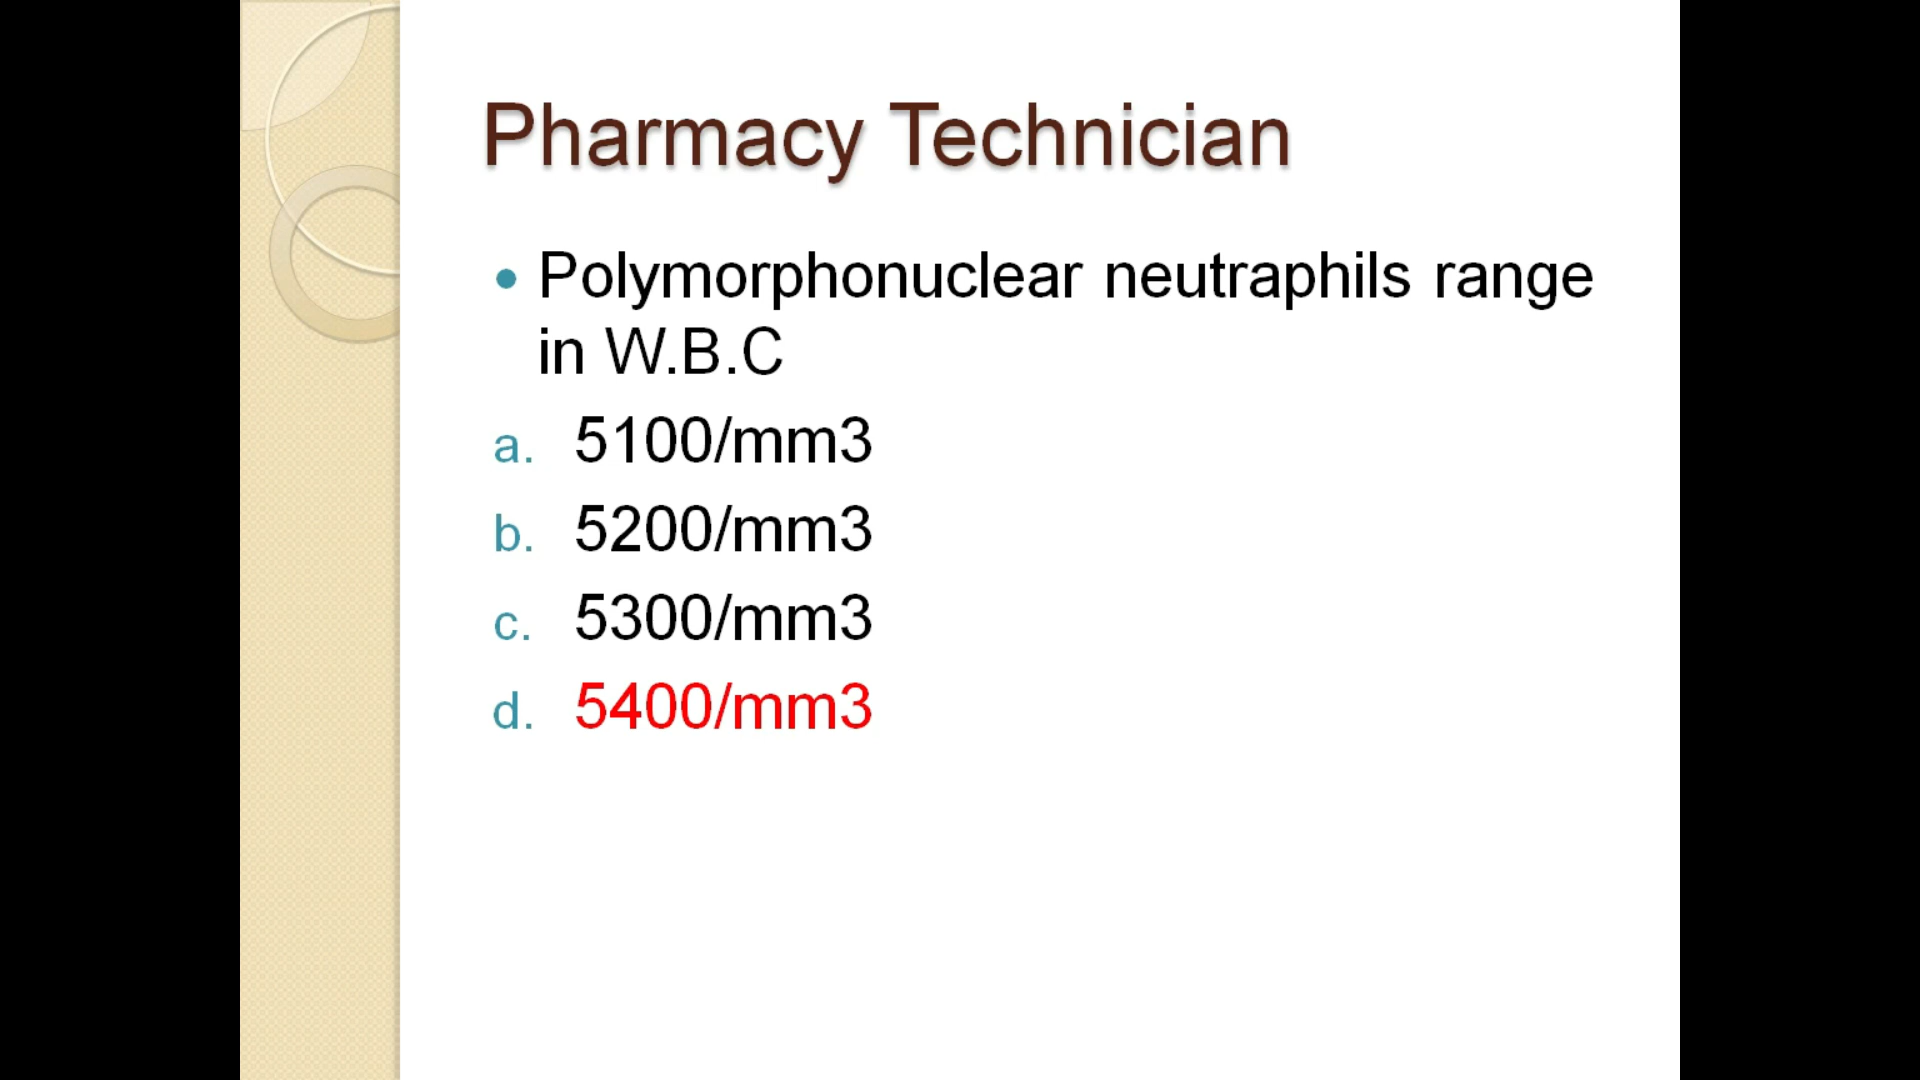 Pharmacy Technician
• Polymorphonuclear neutraphils range
in W.B.C
a. 5100/mm3
b. 5200/mm3
c. 5300/mm3
d. 5400/mm3